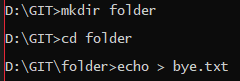 D:\GIT>mkdir folder
D:\GIT>cd folder
D:\GIT\folder>echo > bye.txt